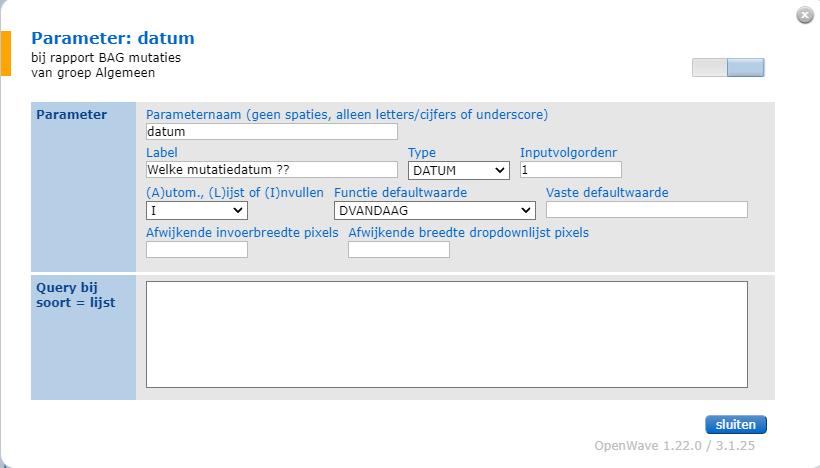 Parameter: datum
bij rapport BAG mutaties
van groep Algemeen
Parameter
Parameternaam (geen spaties, alleen letters/cijfers of underscore)
datum
Label Type Inputvolgordenr
Welke mutatiedatum ?? DATUM 1
(A)utom., (L)ijst of (I)nvullen Functie defaultwaarde Vaste defaultwaarde
I DVANDAAG
Afwijkende invoerbreedte pixels Afwijkende breedte dropdownlijst pixels
Query bij
soort = lijst
sluiten
OpenWave 1.22.0 / 3.1.25